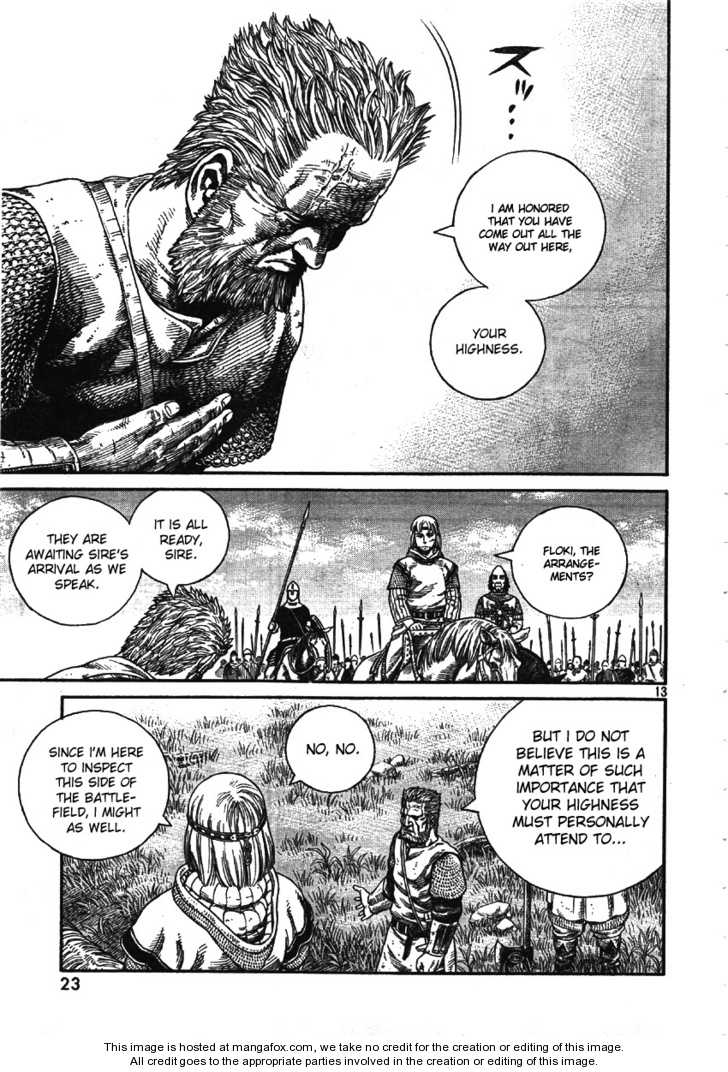 スッ…
I AM HONORED
THAT YOU HAVE
COME OUT ALL THE
WAY OUT HERE,
YOUR
HIGHNESS.
FLOKI, THE
ARRANGE-
MENTS?
IT IS ALL
READY,
SIRE.
THEY ARE
AWAITING SIRE'S
ARRIVAL AS WE
SPEAK.
13
BUT I DO NOT
BELIEVE THIS IS A
MATTER OF SUCH
IMPORTANCE THAT
YOUR HIGHNESS
MUST PERSONALLY
ATTEND TO...
NO, NO.
SINCE I'M HERE
TO INSPECT
THIS SIDE OF
THE BATTLE-
FIELD, I MIGHT
AS WELL.
23
This image is hosted at mangafox.com, we take no credit for the creation or editing of this image.
All credit goes to the appropriate parties involved in the creation or editing of this image.